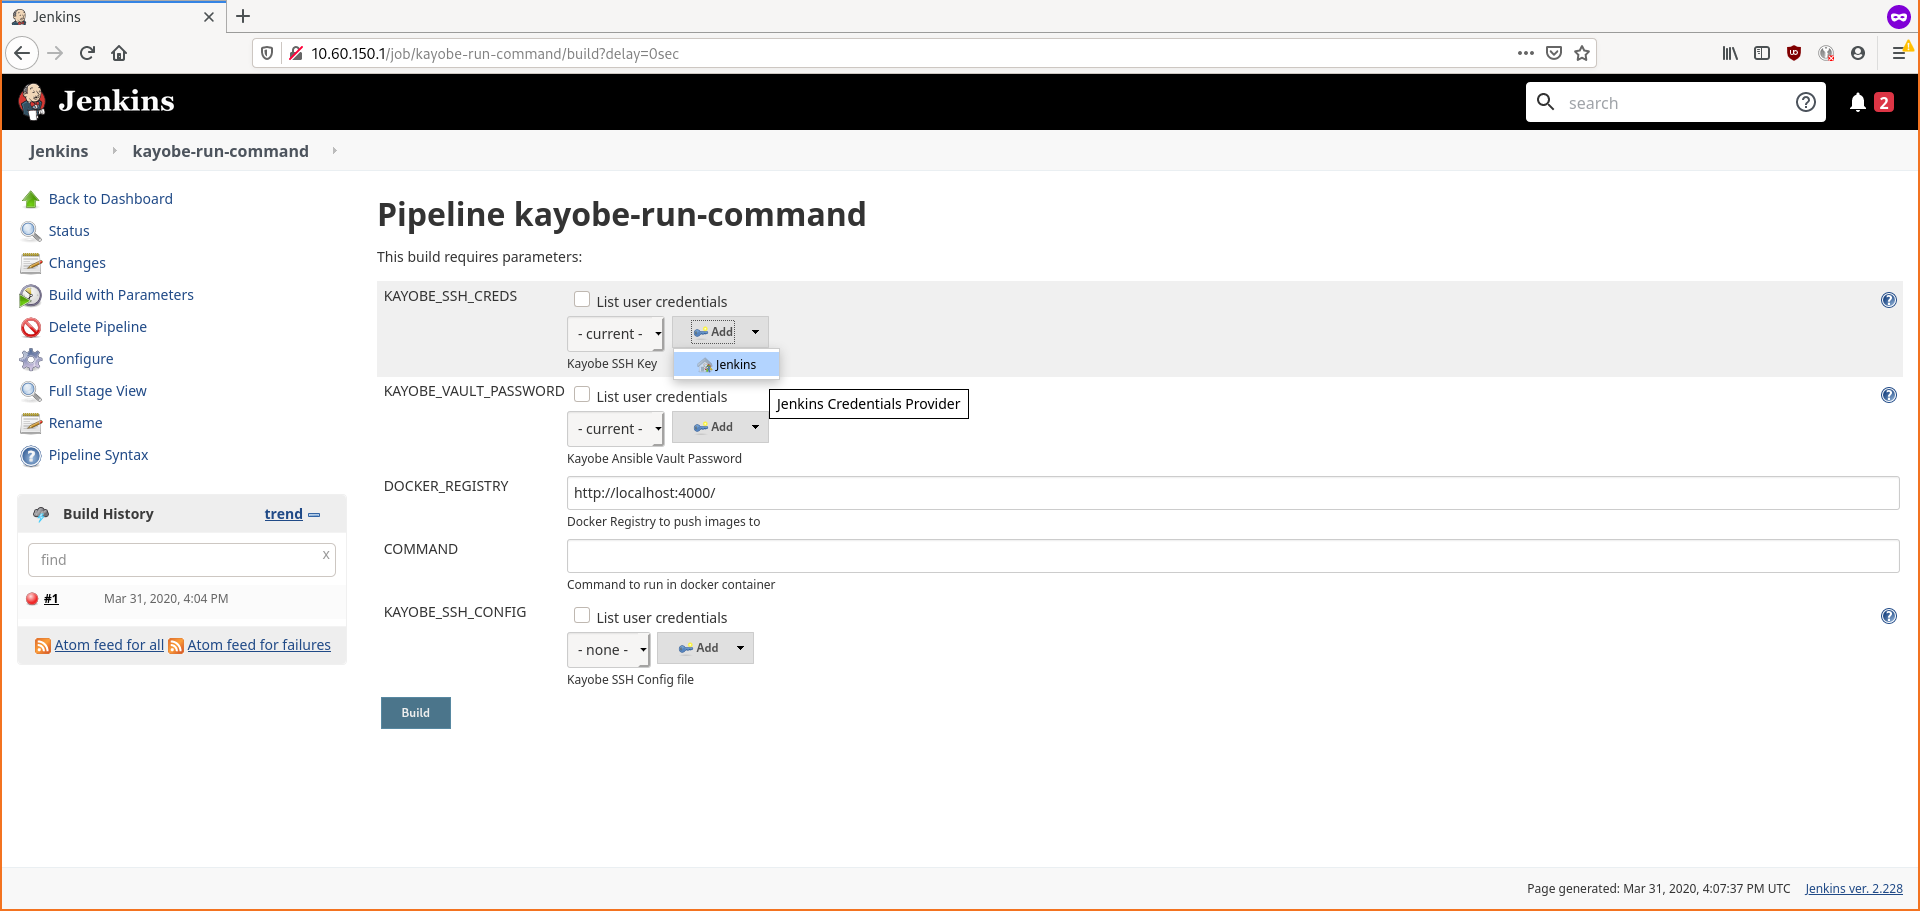 Jenkins
10.60.150.1/job/kayobe-run-command/build?delay=0sec
Jenkins
search
2
Jenkins
kayobe-run-command
Back to Dashboard
Status
Changes
Build with Parameters
Delete Pipeline
Configure
Full Stage View
Rename
Pipeline Syntax
Build History
trend
find
x
#1
Mar 31, 2020, 4:04 PM
Atom feed for all
Atom feed for failures
Pipeline kayobe-run-command
This build requires parameters:
KAYOBE_SSH_CREDS
List user credentials
- current -
Add
Kayobe SSH Key
Jenkins
Jenkins Credentials Provider
KAYOBE_VAULT_PASSWORD
List user credentials
- current -
Add
Kayobe Ansible Vault Password
DOCKER_REGISTRY
http://localhost:4000/
Docker Registry to push images to
COMMAND
Command to run in docker container
KAYOBE_SSH_CONFIG
List user credentials
- none -
Add
Kayobe SSH Config file
Build
Page generated: Mar 31, 2020, 4:07:37 PM UTC
Jenkins ver. 2.228